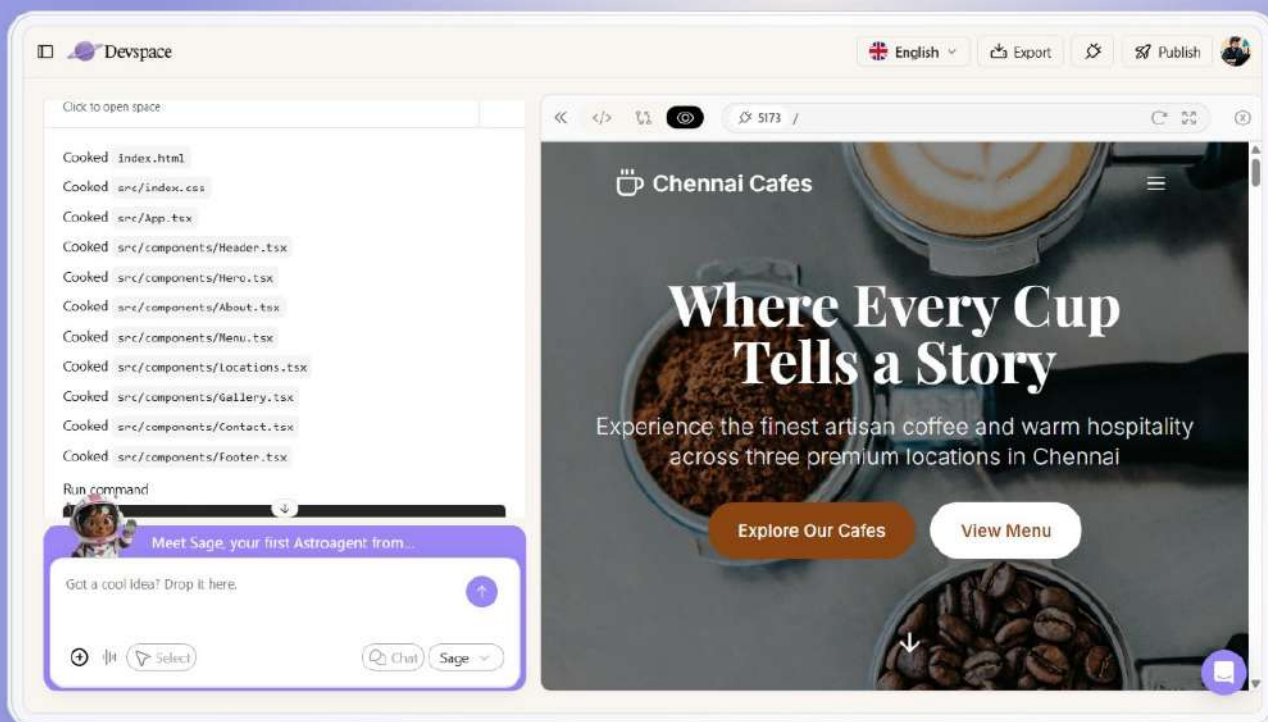 Devspace
English
Export
Publish
Click to open space
Cooked index.html
Cooked src/index.css
Cooked src/App.tsx
Cooked src/components/Header.tsx
Cooked src/components/Hero.tsx
Cooked src/components/About.tsx
Cooked src/components/Menu.tsx
Cooked src/components/Locations.tsx
Cooked src/components/Gallery.tsx
Cooked src/components/Contact.tsx
Cooked src/components/Footer.tsx
Run command
Meet Sage, your first Astroagent from...
Got a cool idea? Drop it here.
Select
Chat
Sage
</>
5173 /
Chennai Cafes
Where Every Cup
Tells a Story
Experience the finest artisan coffee and warm hospitality
across three premium locations in Chennai
Explore Our Cafes
View Menu